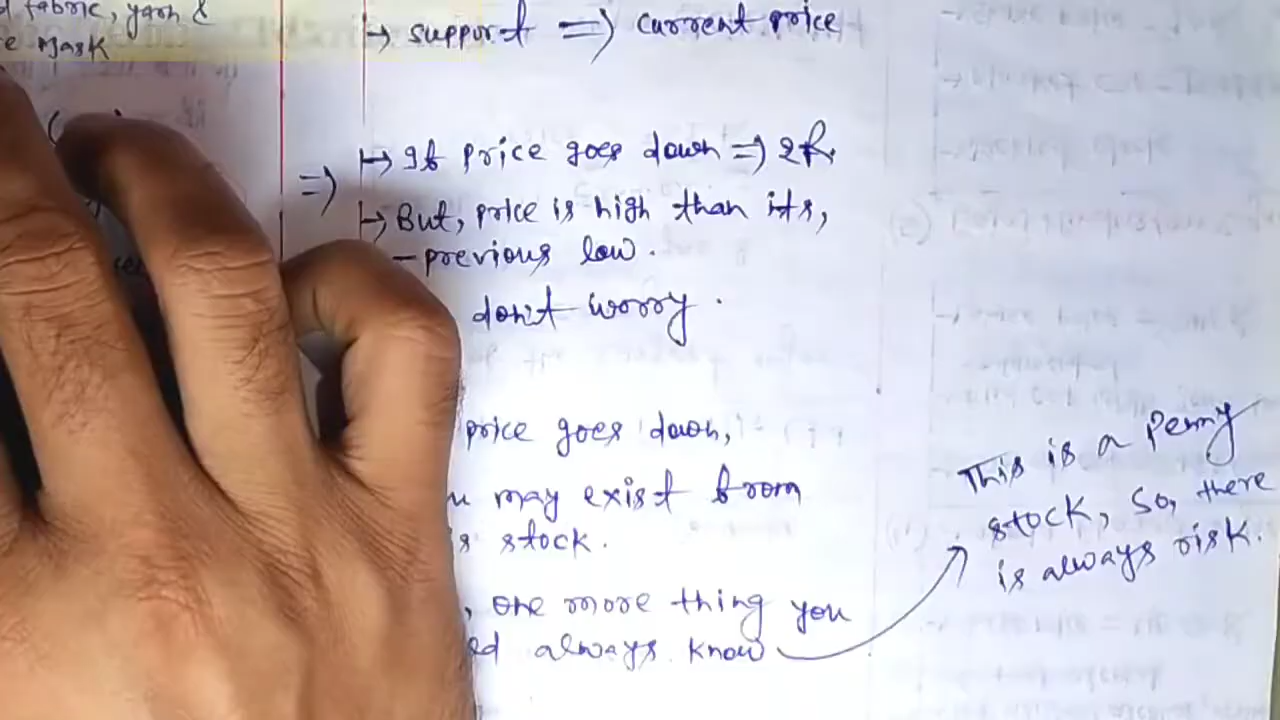 fabric, yarn &
Mask
→ support ⇒ current price
⇒ ↦ If price goes down ⇒ 2R.
↦ But, price is high than its,
- previous low.
don't worry.
price goes down,
may exist from
stock.
, one more thing you
always know
This is a Penny
stock, So, there
is always risk.